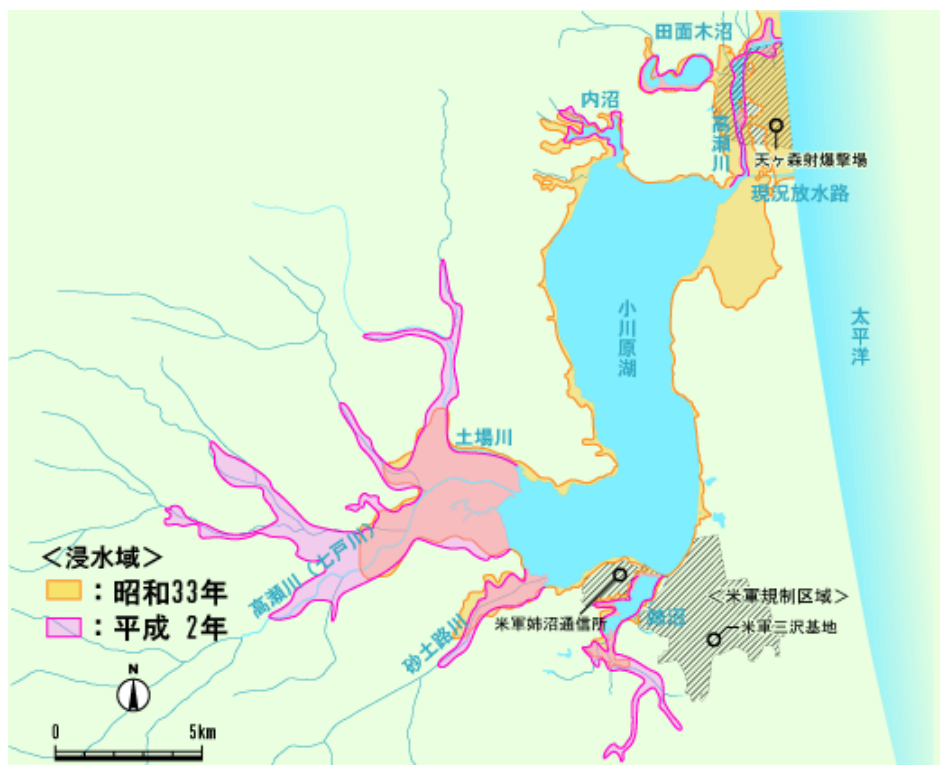 田面木沼
内沼
高瀬川
天ヶ森射爆撃場
現況放水路
小川原湖
太平洋
土場川
高瀬川(七戸川)
<浸水域>
:昭和33年
:平成 2年
砂土路川
米軍姉沼通信所
姉沼
<米軍規制区域>
米軍三沢基地
N
0 5km